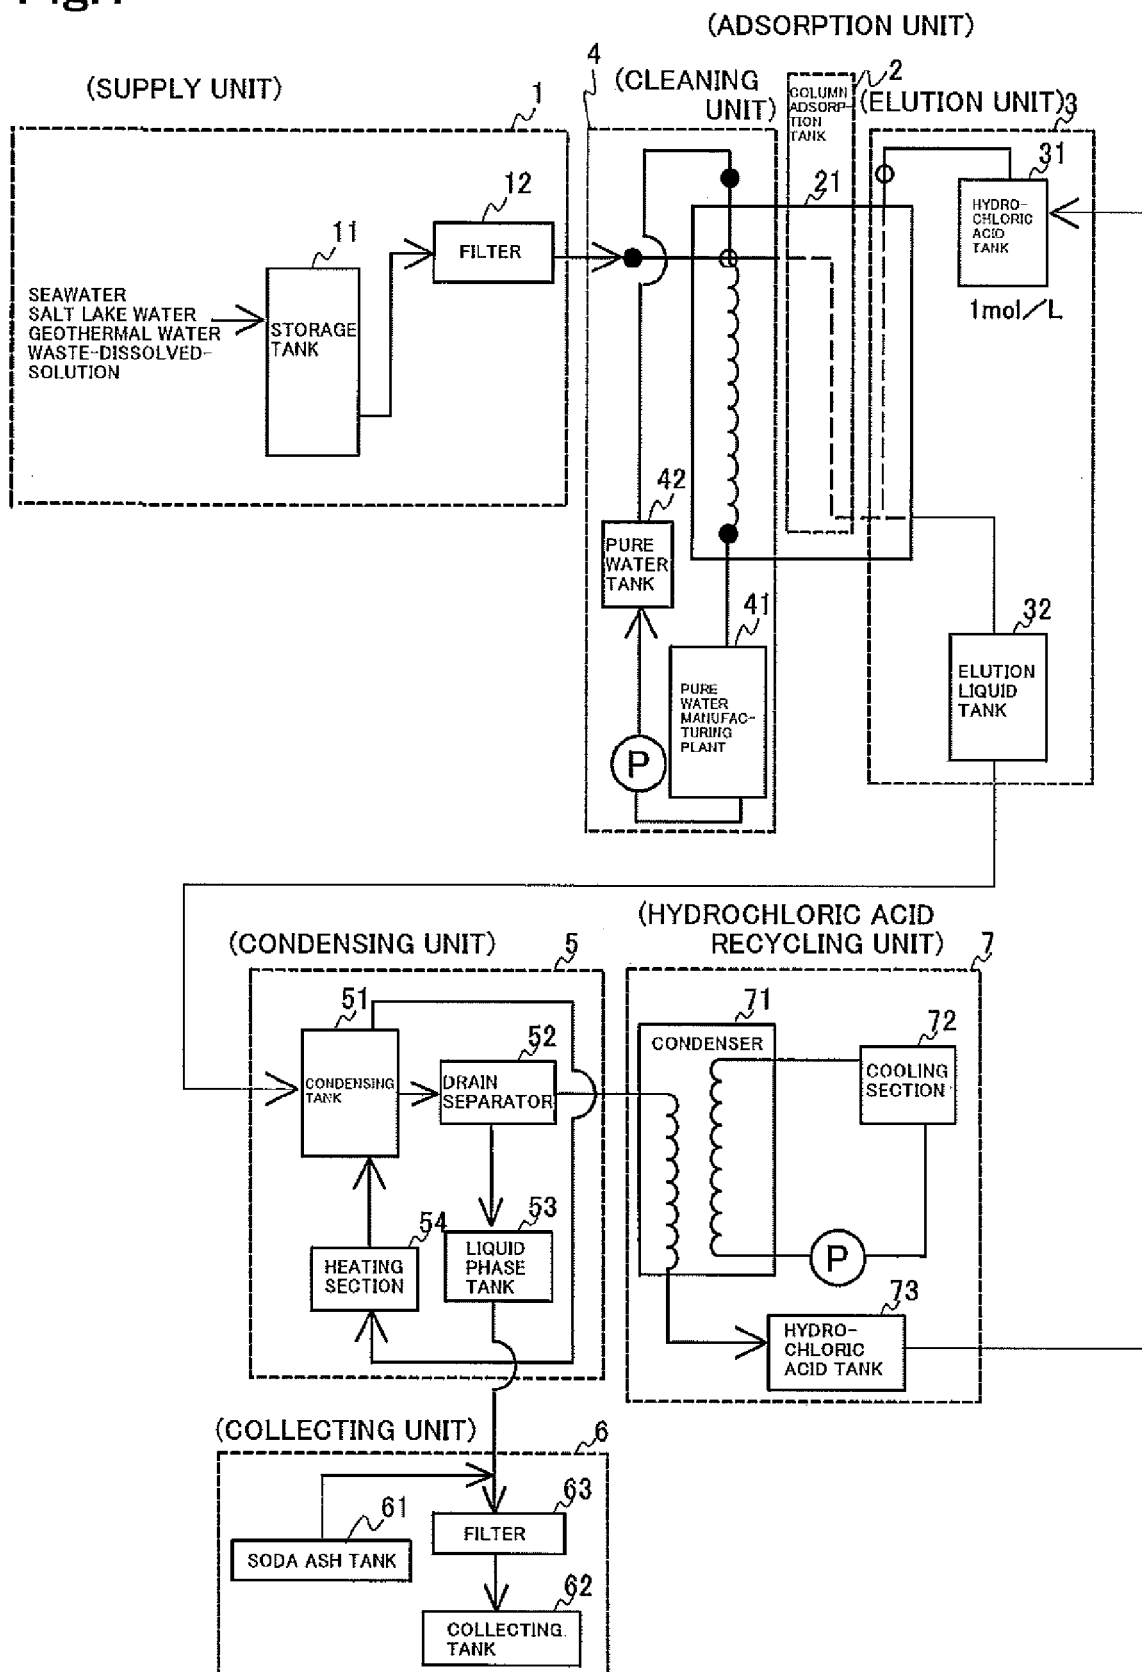 (ADSORPTION UNIT)
(SUPPLY UNIT)
1
4
(CLEANING
UNIT)
2
COLUMN
ADSORP-
TION
TANK
(ELUTION UNIT)
3
31
HYDRO-
CHLORIC
ACID
TANK
1mol/L
21
12
FILTER
11
STORAGE
TANK
SEAWATER
SALT LAKE WATER
GEOTHERMAL WATER
WASTE-DISSOLVED-
SOLUTION
42
PURE
WATER
TANK
41
PURE
WATER
MANUFAC-
TURING
PLANT
P
32
ELUTION
LIQUID
TANK
(CONDENSING UNIT)
5
51
CONDENSING
TANK
52
DRAIN
SEPARATOR
53
LIQUID
PHASE
TANK
54
HEATING
SECTION
(HYDROCHLORIC ACID
RECYCLING UNIT)
7
71
CONDENSER
72
COOLING
SECTION
P
73
HYDRO-
CHLORIC
ACID TANK
(COLLECTING UNIT)
6
61
SODA ASH TANK
63
FILTER
62
COLLECTING
TANK